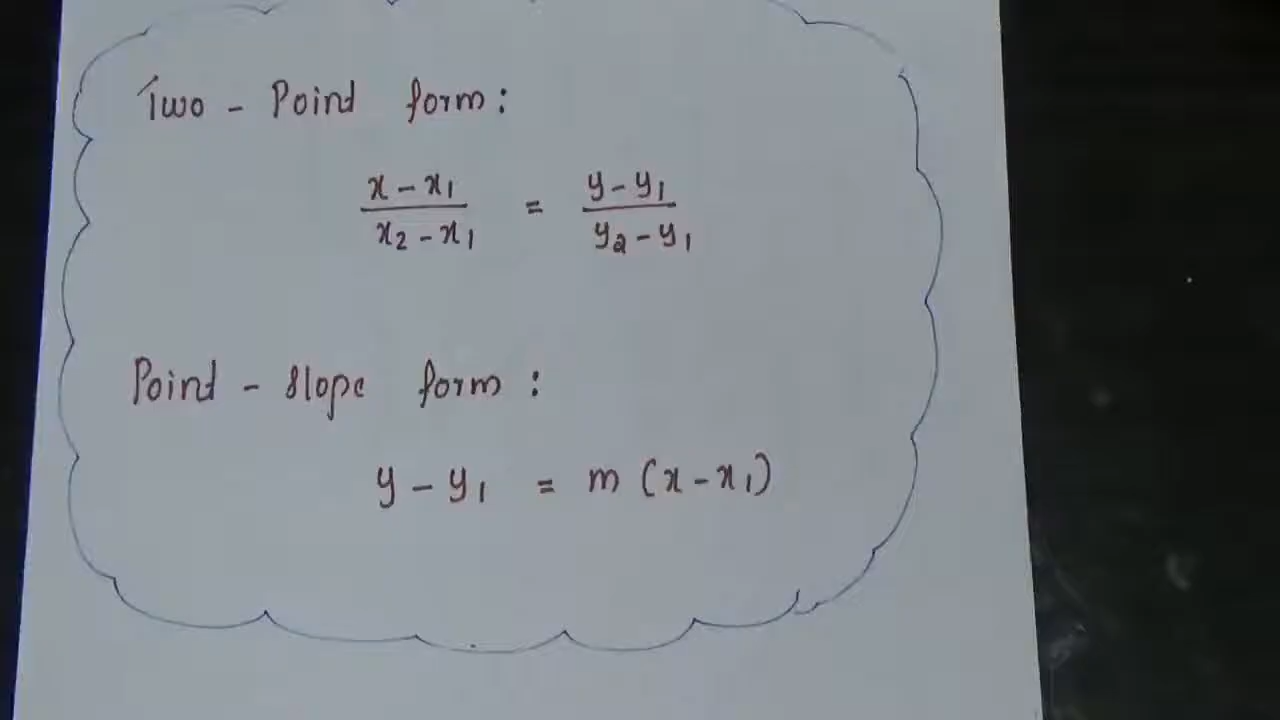 Two - Point form :
x - x₁ / x₂ - x₁ = y - y₁ / y₂ - y₁
Point - slope form :
y - y₁ = m (x - x₁)